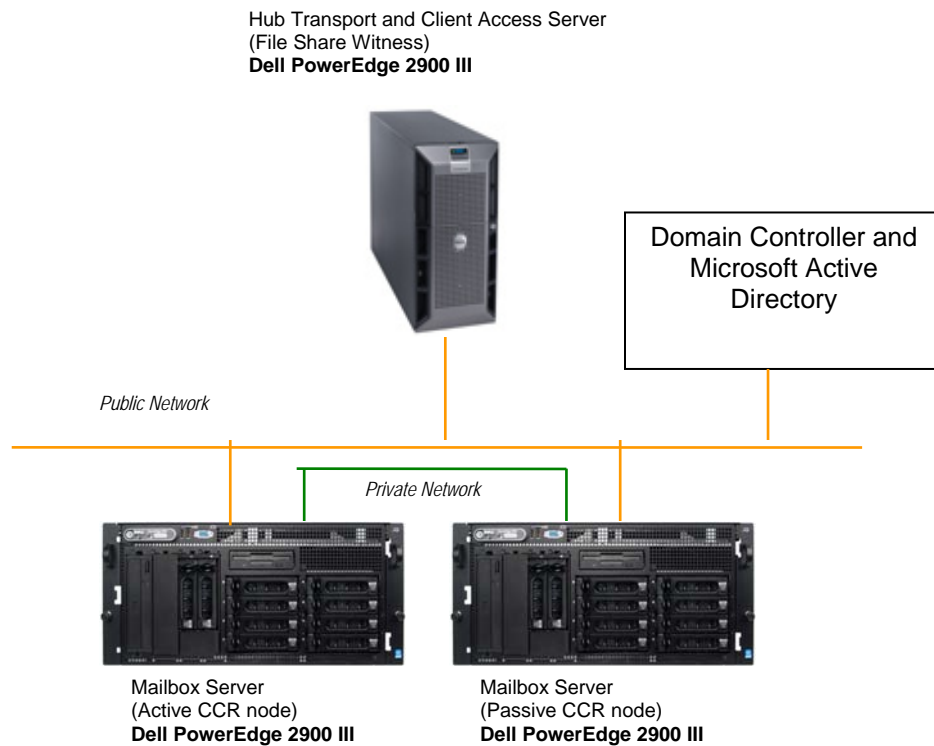 Hub Transport and Client Access Server
(File Share Witness)
Dell PowerEdge 2900 III
Domain Controller and
Microsoft Active
Directory
Public Network
Private Network
Mailbox Server
(Active CCR node)
Dell PowerEdge 2900 III
Mailbox Server
(Passive CCR node)
Dell PowerEdge 2900 III